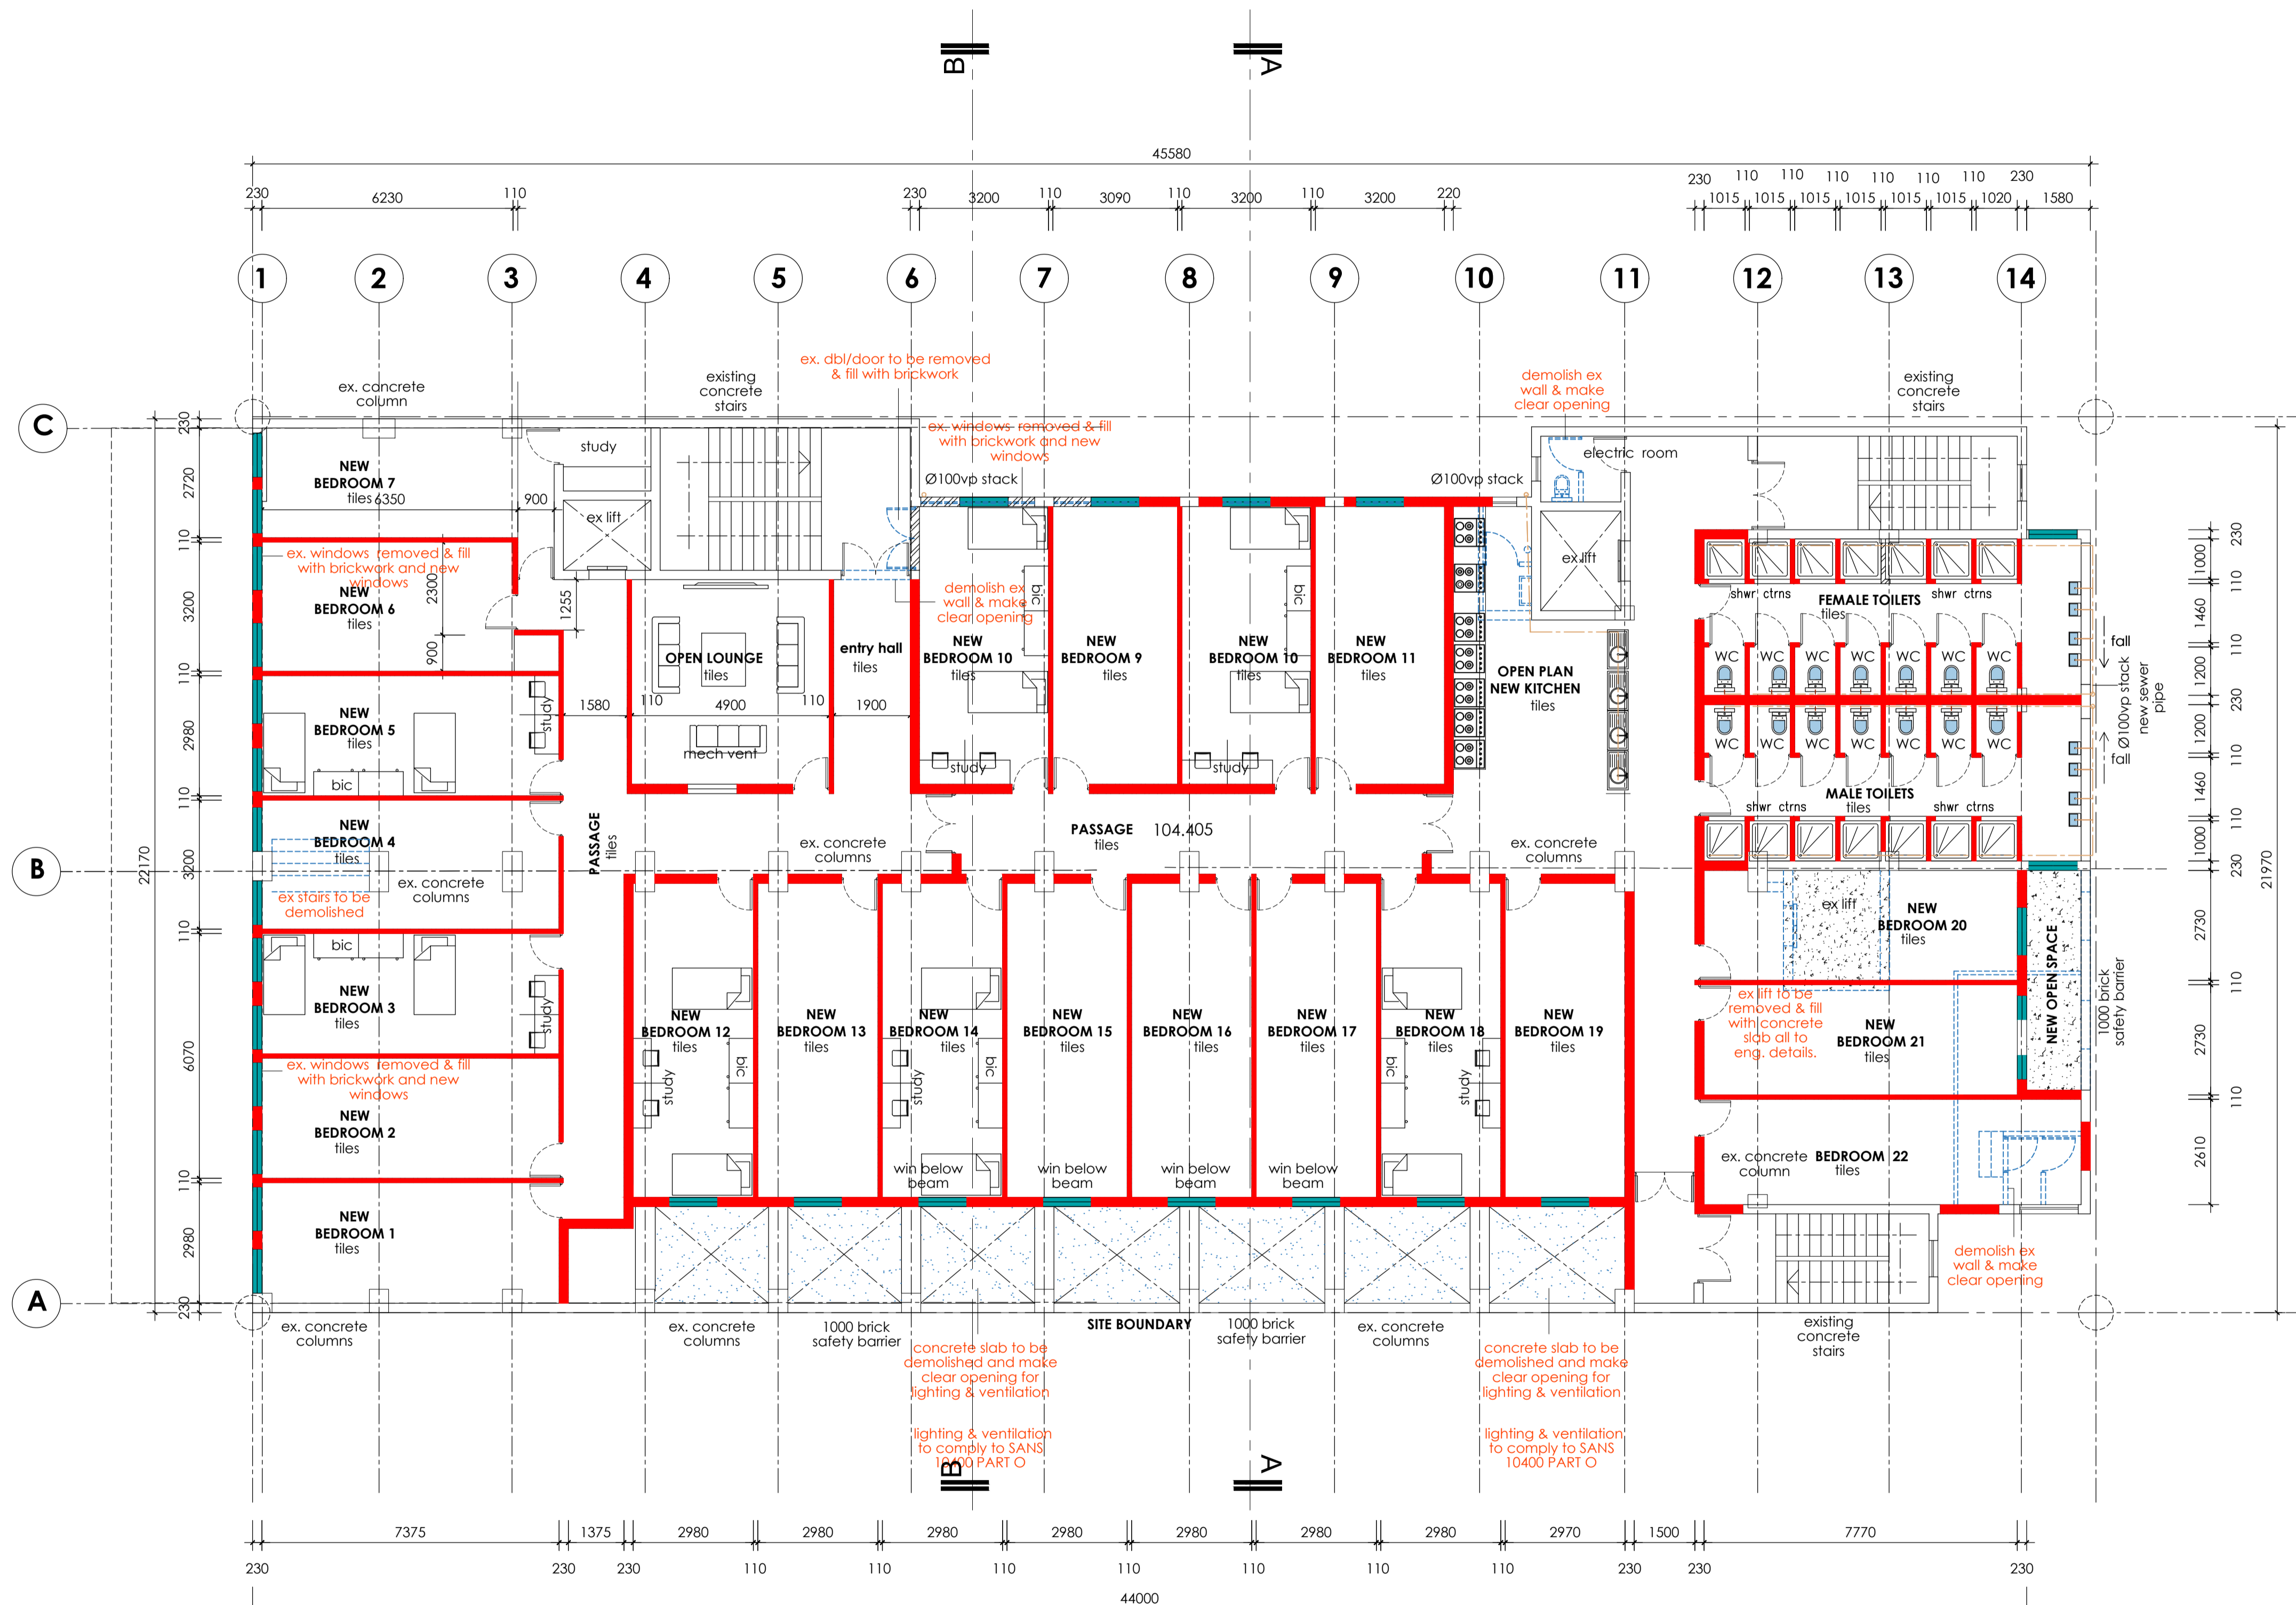 B
A
45580
230
6230
110
230
3200
110
3090
110
3200
110
3200
220
230
110
110
110
110
110
110
230
1015
1015
1015
1015
1015
1015
1020
1580
1
2
3
4
5
6
7
8
9
10
11
12
13
14
ex. concrete
column
existing
concrete
stairs
ex. dbl/door to be removed
& fill with brickwork
demolish ex
wall & make
clear opening
existing
concrete
stairs
C
B
A
22170
230
2720
110
3200
110
2980
110
3200
110
6070
110
2980
230
NEW
BEDROOM 7
tiles
6350
900
study
ex lift
ex. windows removed & fill
with brickwork and new
windows
Ø100vp stack
Ø100vp stack
electric room
ex lift
ex. windows removed & fill
with brickwork and new
windows
NEW
BEDROOM 6
tiles
2300
900
1255
demolish ex
wall & make
clear opening
OPEN LOUNGE
tiles
entry hall
tiles
1580
110
4900
110
1900
mech vent
NEW
BEDROOM 10
tiles
bic
study
NEW
BEDROOM 9
tiles
NEW
BEDROOM 10
tiles
bic
study
NEW
BEDROOM 11
tiles
OPEN PLAN
NEW KITCHEN
tiles
shwr ctrns
shwr ctrns
FEMALE TOILETS
tiles
WC
WC
WC
WC
WC
WC
WC
WC
WC
WC
WC
WC
WC
WC
MALE TOILETS
tiles
shwr ctrns
shwr ctrns
fall
fall
Ø100vp stack
new sewer
pipe
230
1000
110
1460
110
1200
230
1200
110
1460
110
1000
230
2730
110
2730
110
2610
21970
NEW
BEDROOM 5
tiles
bic
study
NEW
BEDROOM 4
tiles
ex. concrete
columns
ex stairs to be
demolished
PASSAGE
tiles
ex. concrete
columns
PASSAGE
tiles
104.405
ex. concrete
columns
bic
NEW
BEDROOM 3
tiles
study
ex. windows removed & fill
with brickwork and new
windows
NEW
BEDROOM 2
tiles
NEW
BEDROOM 1
tiles
NEW
BEDROOM 12
tiles
study
bic
NEW
BEDROOM 13
tiles
NEW
BEDROOM 14
tiles
study
bic
win below
beam
NEW
BEDROOM 15
tiles
win below
beam
NEW
BEDROOM 16
tiles
win below
beam
NEW
BEDROOM 17
tiles
win below
beam
NEW
BEDROOM 18
tiles
bic
study
NEW
BEDROOM 19
tiles
ex lift
NEW
BEDROOM 20
tiles
ex lift to be
removed & fill
with concrete
slab all to
eng. details.
NEW
BEDROOM 21
tiles
NEW OPEN SPACE
1000 brick
safety barrier
ex. concrete
column
BEDROOM 22
tiles
demolish ex
wall & make
clear opening
ex. concrete
columns
ex. concrete
columns
1000 brick
safety barrier
SITE BOUNDARY
1000 brick
safety barrier
ex. concrete
columns
existing
concrete
stairs
concrete slab to be
demolished and make
clear opening for
lighting & ventilation
concrete slab to be
demolished and make
clear opening for
lighting & ventilation
lighting & ventilation
to comply to SANS
10400 PART O
lighting & ventilation
to comply to SANS
10400 PART O
B
A
7375
1375
2980
2980
2980
2980
2980
2980
2980
2970
1500
7770
230
230
230
110
110
110
110
110
110
110
230
230
230
44000